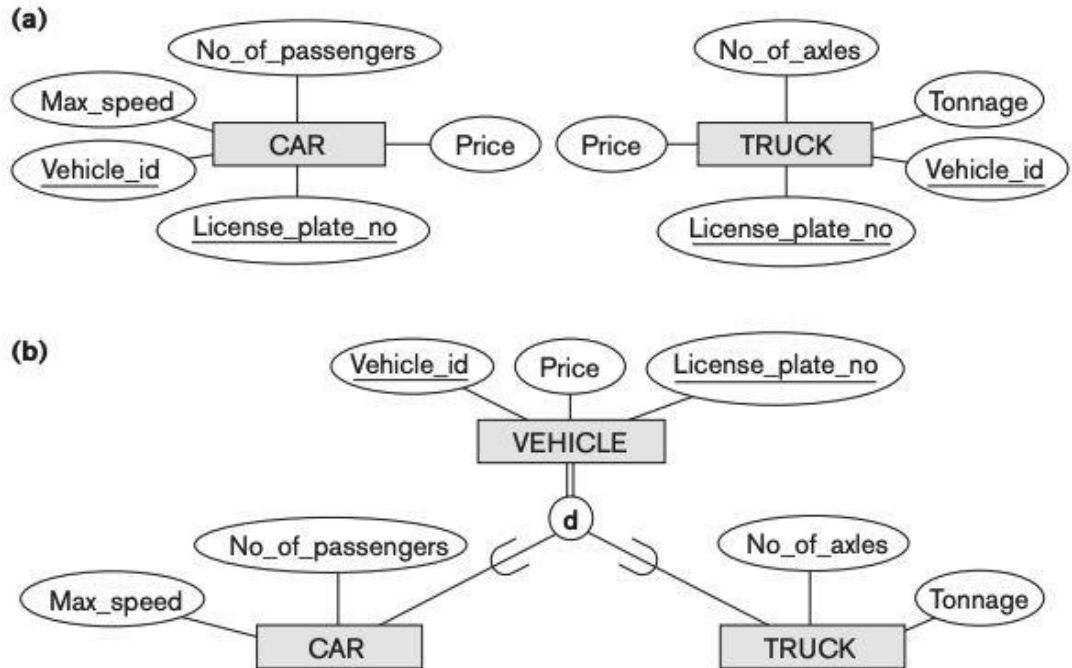 (a)
No_of_passengers
No_of_axles
Max_speed
Tonnage
CAR
Price
Price
TRUCK
Vehicle_id
Vehicle_id
License_plate_no
License_plate_no
(b)
Vehicle_id
Price
License_plate_no
VEHICLE
d
No_of_passengers
No_of_axles
Max_speed
Tonnage
CAR
TRUCK